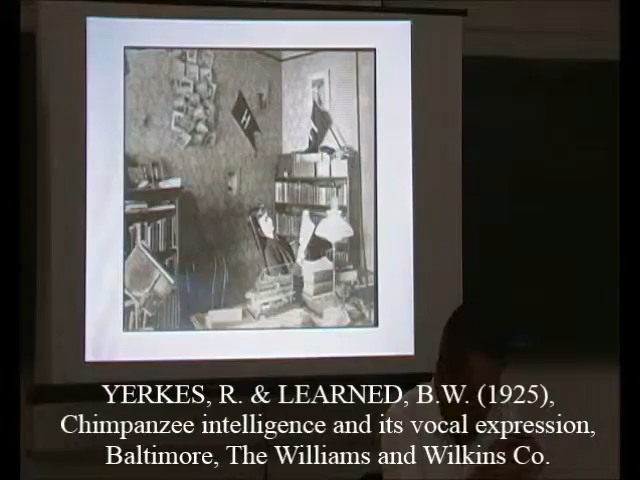 H
YERKES, R. & LEARNED, B.W. (1925),
Chimpanzee intelligence and its vocal expression,
Baltimore, The Williams and Wilkins Co.